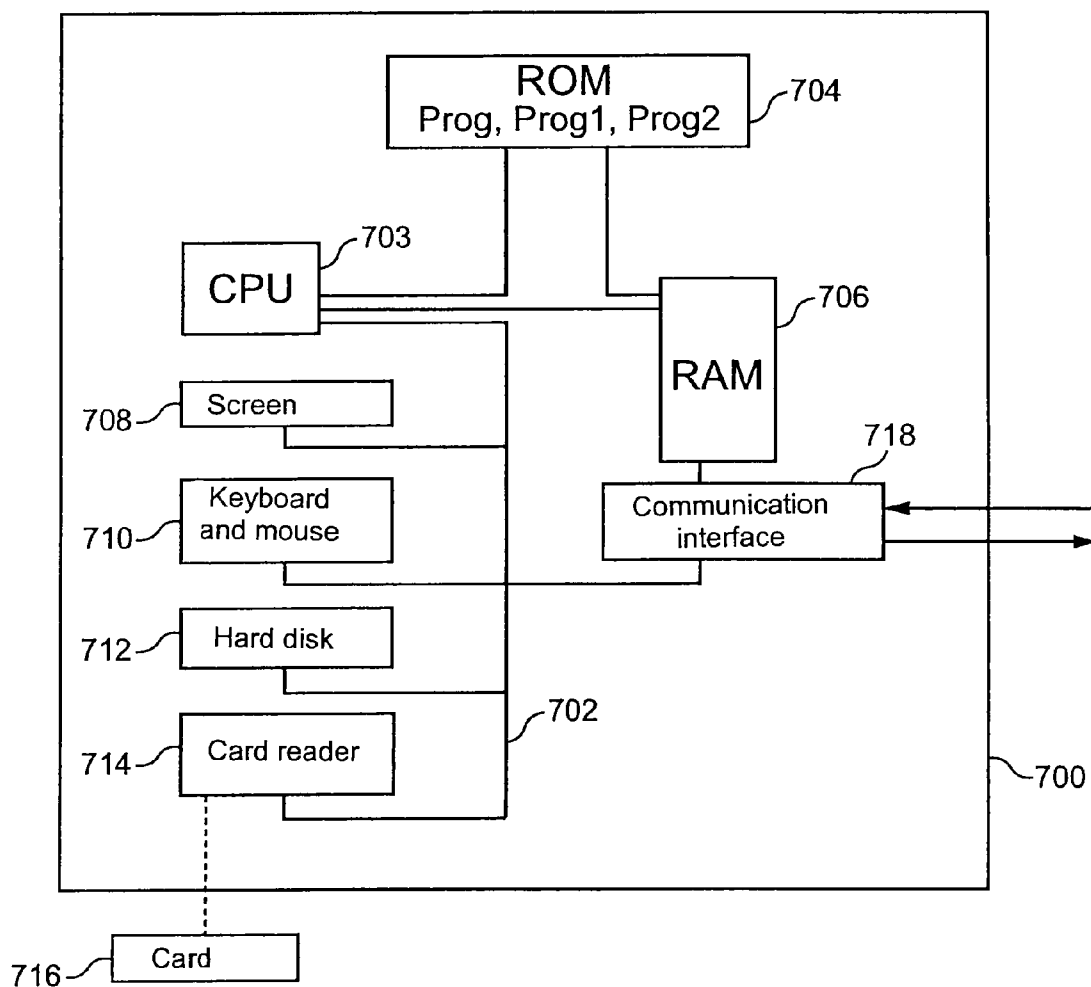 ROM
Prog, Prog1, Prog2
704
703
CPU
706
RAM
Screen
708
718
Keyboard
and mouse
710
Communication
interface
Hard disk
712
702
Card reader
714
700
Card
716